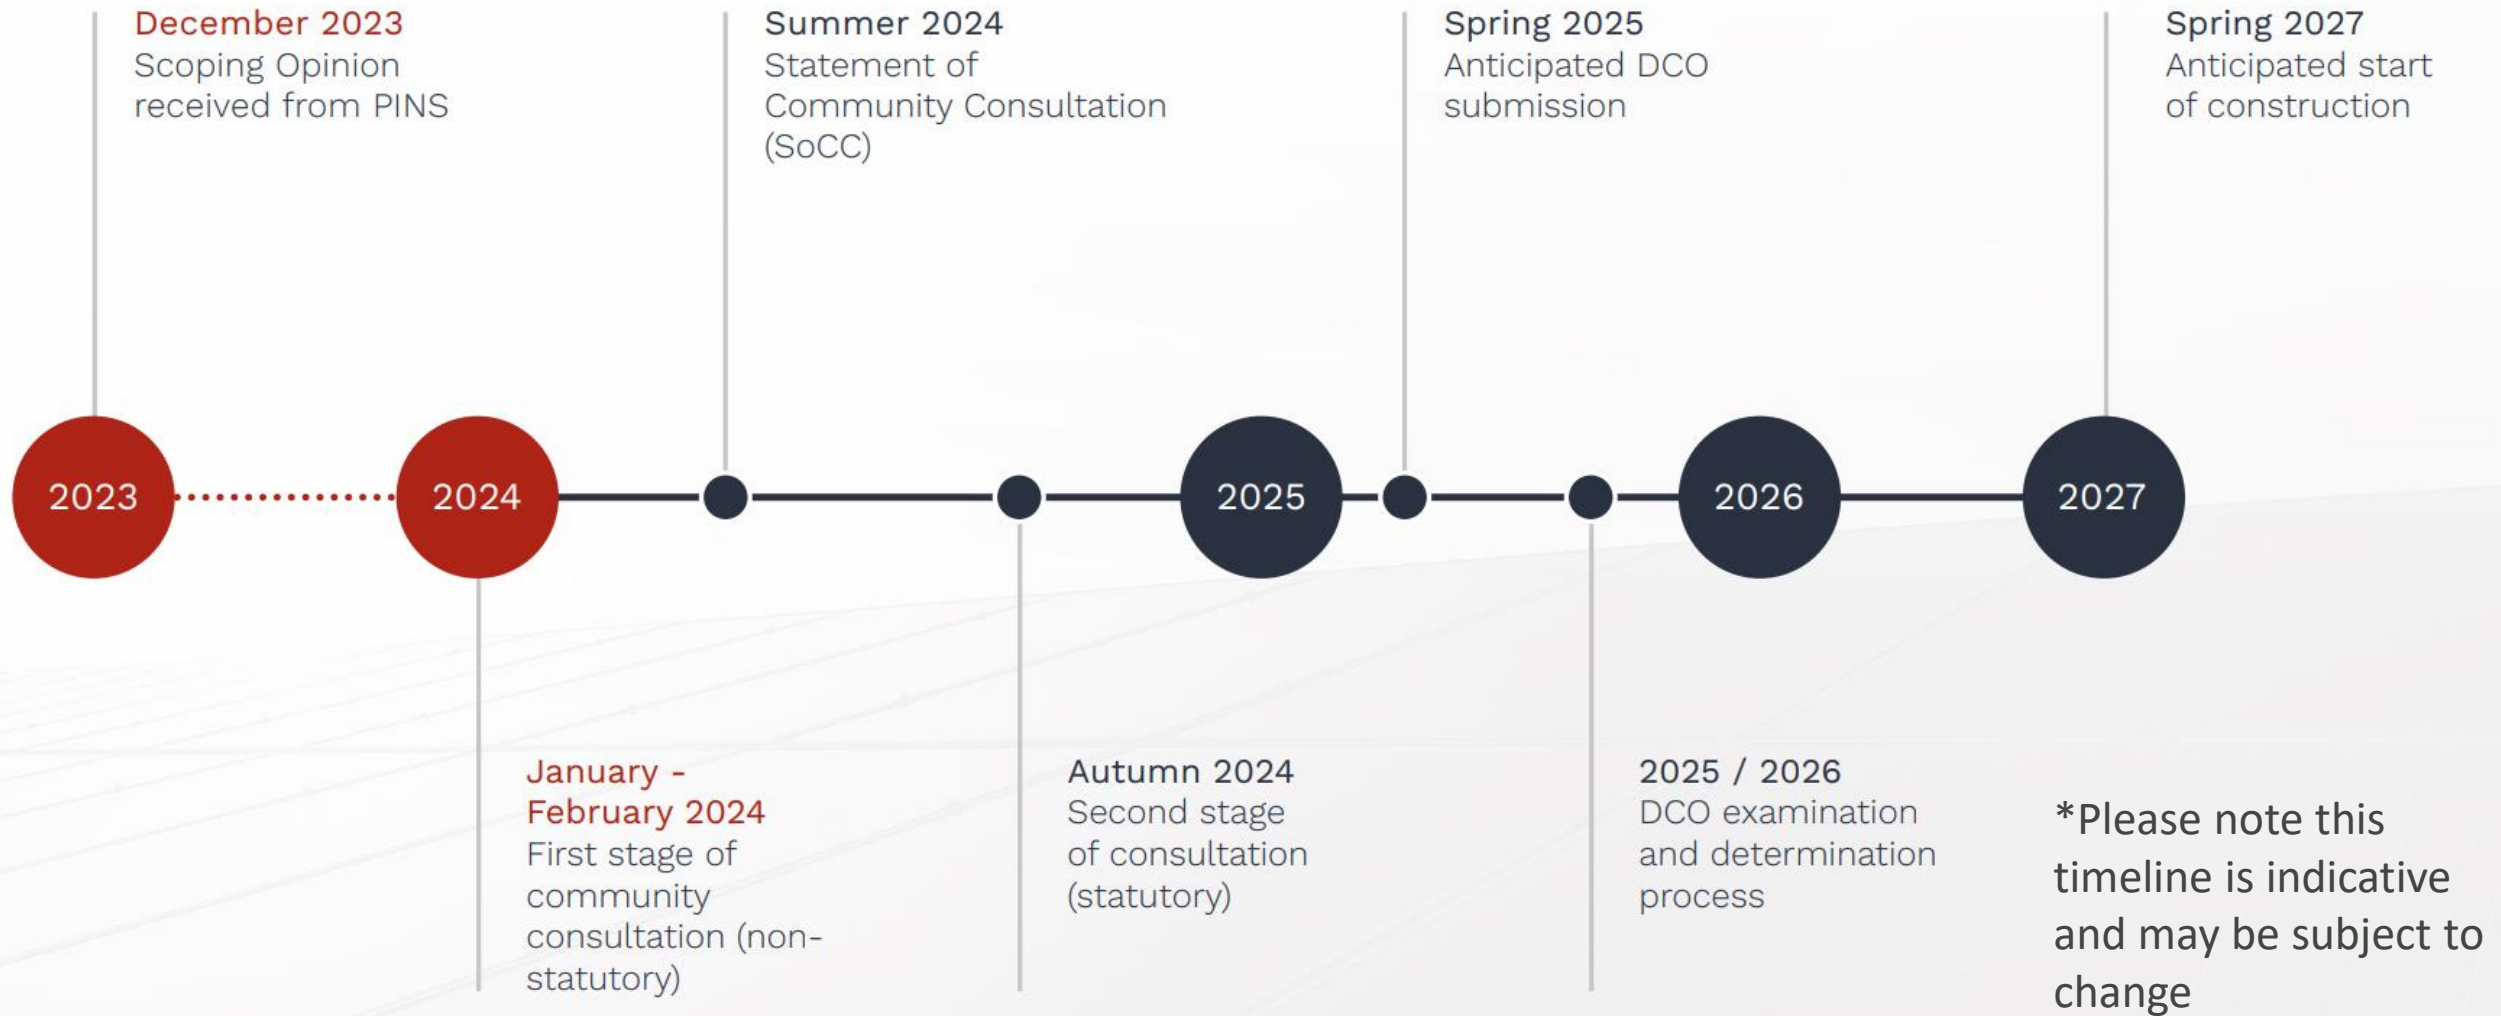 December 2023
Scoping Opinion
received from PINS
Summer 2024
Statement of
Community Consultation
(SoCC)
Spring 2025
Anticipated DCO
submission
Spring 2027
Anticipated start
of construction
2023
2024
2025
2026
2027
January -
February 2024
First stage of
community
consultation (non-
statutory)
Autumn 2024
Second stage
of consultation
(statutory)
2025 / 2026
DCO examination
and determination
process
*Please note this
timeline is indicative
and may be subject to
change